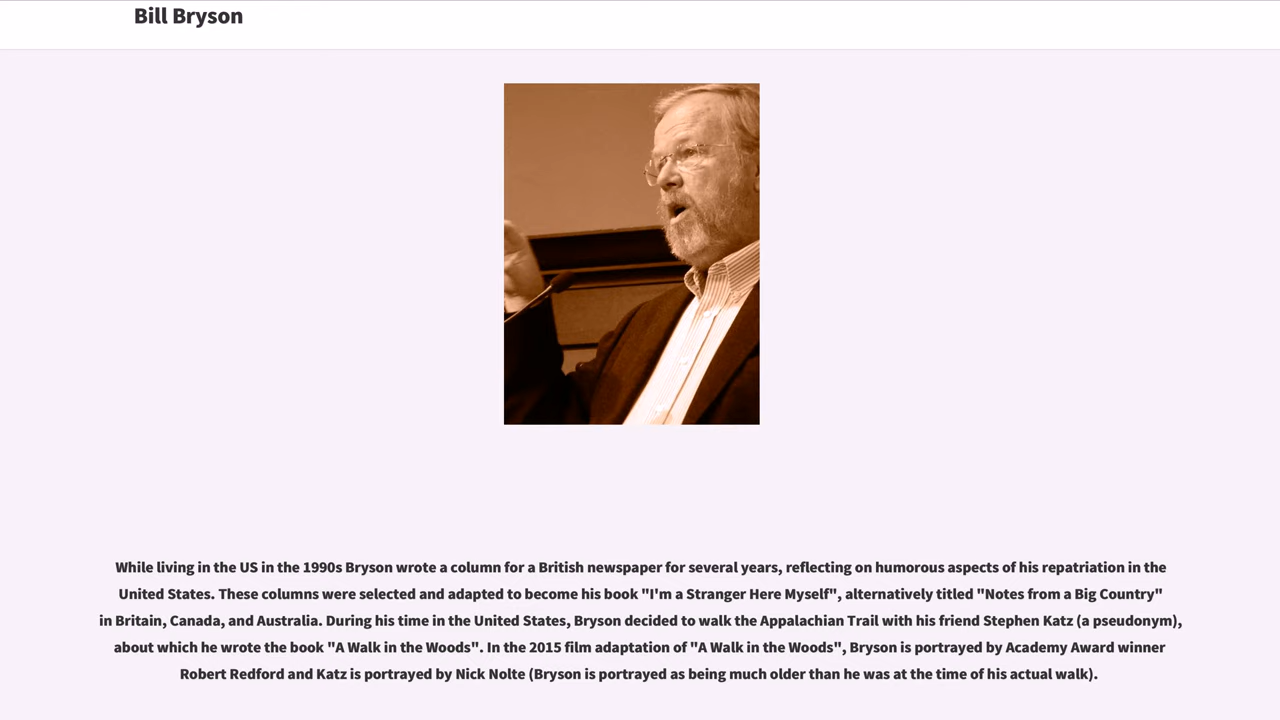 Bill Bryson
While living in the US in the 1990s Bryson wrote a column for a British newspaper for several years, reflecting on humorous aspects of his repatriation in the
United States. These columns were selected and adapted to become his book "I'm a Stranger Here Myself", alternatively titled "Notes from a Big Country"
in Britain, Canada, and Australia. During his time in the United States, Bryson decided to walk the Appalachian Trail with his friend Stephen Katz (a pseudonym),
about which he wrote the book "A Walk in the Woods". In the 2015 film adaptation of "A Walk in the Woods", Bryson is portrayed by Academy Award winner
Robert Redford and Katz is portrayed by Nick Nolte (Bryson is portrayed as being much older than he was at the time of his actual walk).